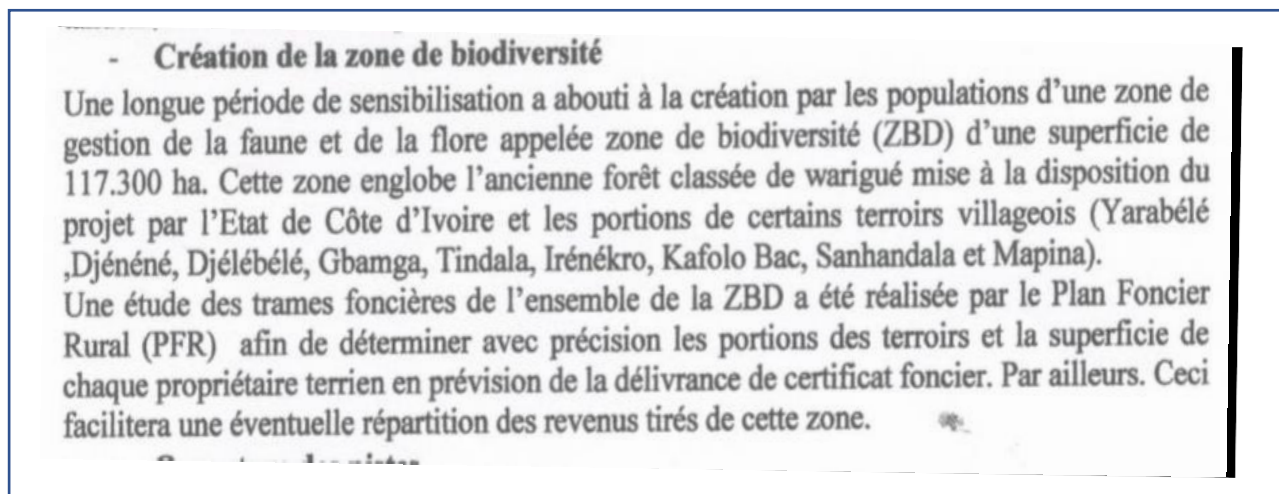 - Création de la zone de biodiversité
Une longue période de sensibilisation a abouti à la création par les populations d'une zone de
gestion de la faune et de la flore appelée zone de biodiversité (ZBD) d'une superficie de
117.300 ha. Cette zone englobe l'ancienne forêt classée de warigué mise à la disposition du
projet par l'Etat de Côte d'Ivoire et les portions de certains terroirs villageois (Yarabélé
,Djénéné, Djélébélé, Gbamga, Tindala, Irénékro, Kafolo Bac, Sanhandala et Mapina).
Une étude des trames foncières de l'ensemble de la ZBD a été réalisée par le Plan Foncier
Rural (PFR) afin de déterminer avec précision les portions des terroirs et la superficie de
chaque propriétaire terrien en prévision de la délivrance de certificat foncier. Par ailleurs. Ceci
facilitera une éventuelle répartition des revenus tirés de cette zone.